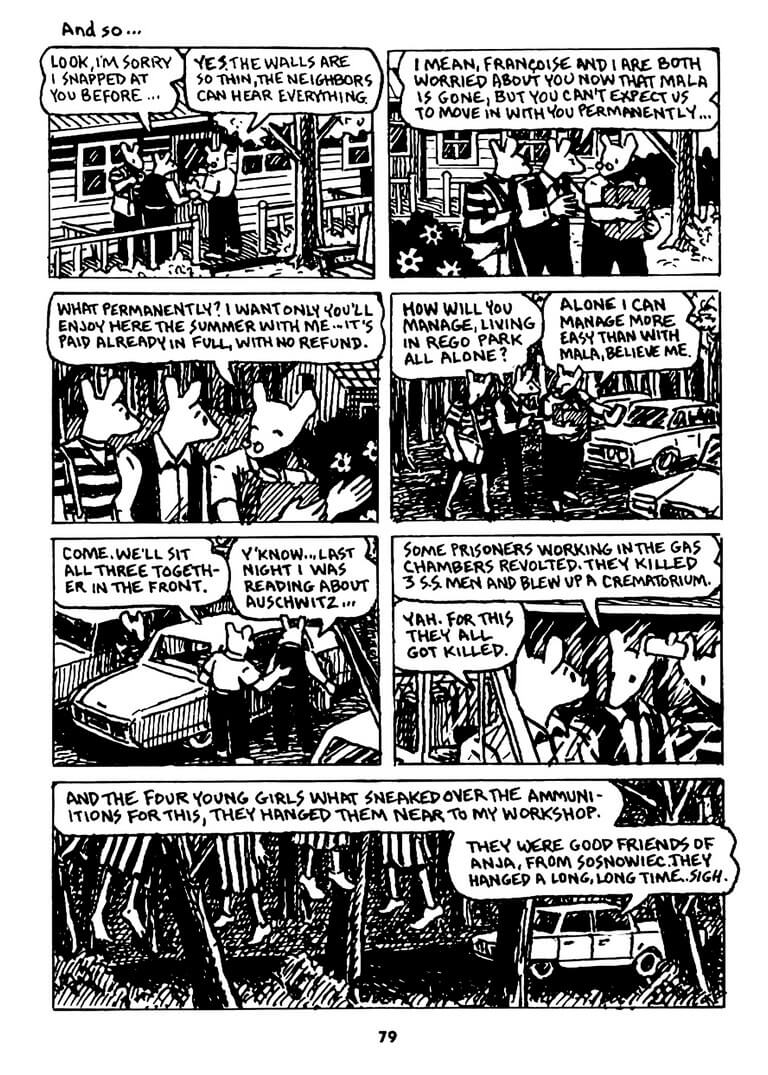 And so...
LOOK, I'M SORRY
I SNAPPED AT
YOU BEFORE...
YES. THE WALLS ARE
SO THIN, THE NEIGHBORS
CAN HEAR EVERYTHING.
I MEAN, FRANÇOISE AND I ARE BOTH
WORRIED ABOUT YOU NOW THAT MALA
IS GONE, BUT YOU CAN'T EXPECT US
TO MOVE IN WITH YOU PERMANENTLY...
WHAT PERMANENTLY? I WANT ONLY YOU'LL
ENJOY HERE THE SUMMER WITH ME...IT'S
PAID ALREADY IN FULL, WITH NO REFUND.
HOW WILL YOU
MANAGE, LIVING
IN REGO PARK
ALL ALONE?
ALONE I CAN
MANAGE MORE
EASY THAN WITH
MALA, BELIEVE ME.
COME. WE'LL SIT
ALL THREE TOGETH-
ER IN THE FRONT.
Y'KNOW...LAST
NIGHT I WAS
READING ABOUT
AUSCHWITZ...
SOME PRISONERS WORKING IN THE GAS
CHAMBERS REVOLTED. THEY KILLED
3 S.S. MEN AND BLEW UP A CREMATORIUM.
YAH. FOR THIS
THEY ALL
GOT KILLED.
AND THE FOUR YOUNG GIRLS WHAT SNEAKED OVER THE AMMUNI-
ITIONS FOR THIS, THEY HANGED THEM NEAR TO MY WORKSHOP.
THEY WERE GOOD FRIENDS OF
ANJA, FROM SOSNOWIEC. THEY
HANGED A LONG, LONG TIME..SIGH.
79